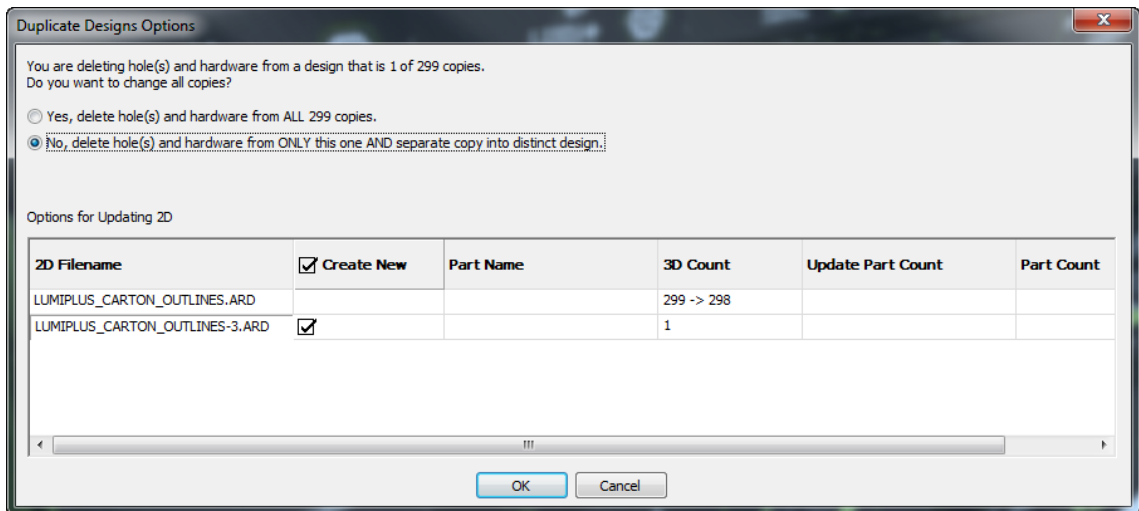 Duplicate Designs Options
You are deleting hole(s) and hardware from a design that is 1 of 299 copies.
Do you want to change all copies?
Yes, delete hole(s) and hardware from ALL 299 copies.
No, delete hole(s) and hardware from ONLY this one AND separate copy into distinct design.
Options for Updating 2D
2D Filename Create New Part Name 3D Count Update Part Count Part Count
LUMIPLUS_CARTON_OUTLINES.ARD 299 -> 298
LUMIPLUS_CARTON_OUTLINES-3.ARD 1
OK Cancel